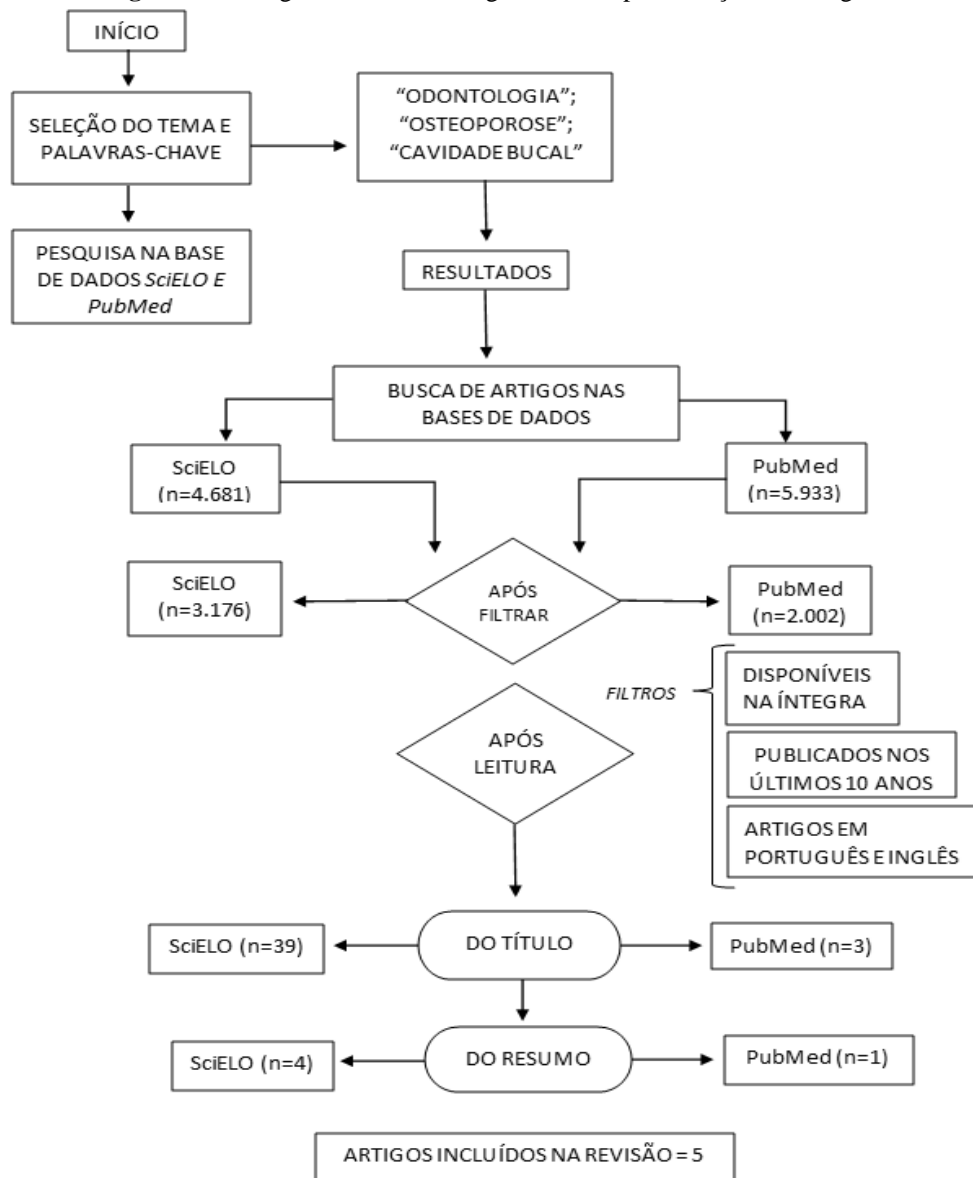 INÍCIO
SELEÇÃO DO TEMA E
PALAVRAS-CHAVE
“ODONTOLOGIA”;
“OSTEOPOROSE”;
“CAVIDADE BUCAL”
PESQUISA NA BASE
DE DADOS SciELO E
PubMed
RESULTADOS
BUSCA DE ARTIGOS NAS
BASES DE DADOS
SciELO
(n=4.681)
PubMed
(n=5.933)
APÓS
FILTRAR
SciELO
(n=3.176)
PubMed
(n=2.002)
FILTROS
DISPONÍVEIS
NA ÍNTEGRA
PUBLICADOS NOS
ÚLTIMOS 10 ANOS
ARTIGOS EM
PORTUGUÊS E INGLÊS
APÓS
LEITURA
DO TÍTULO
SciELO (n=39)
PubMed (n=3)
DO RESUMO
SciELO (n=4)
PubMed (n=1)
ARTIGOS INCLUÍDOS NA REVISÃO = 5